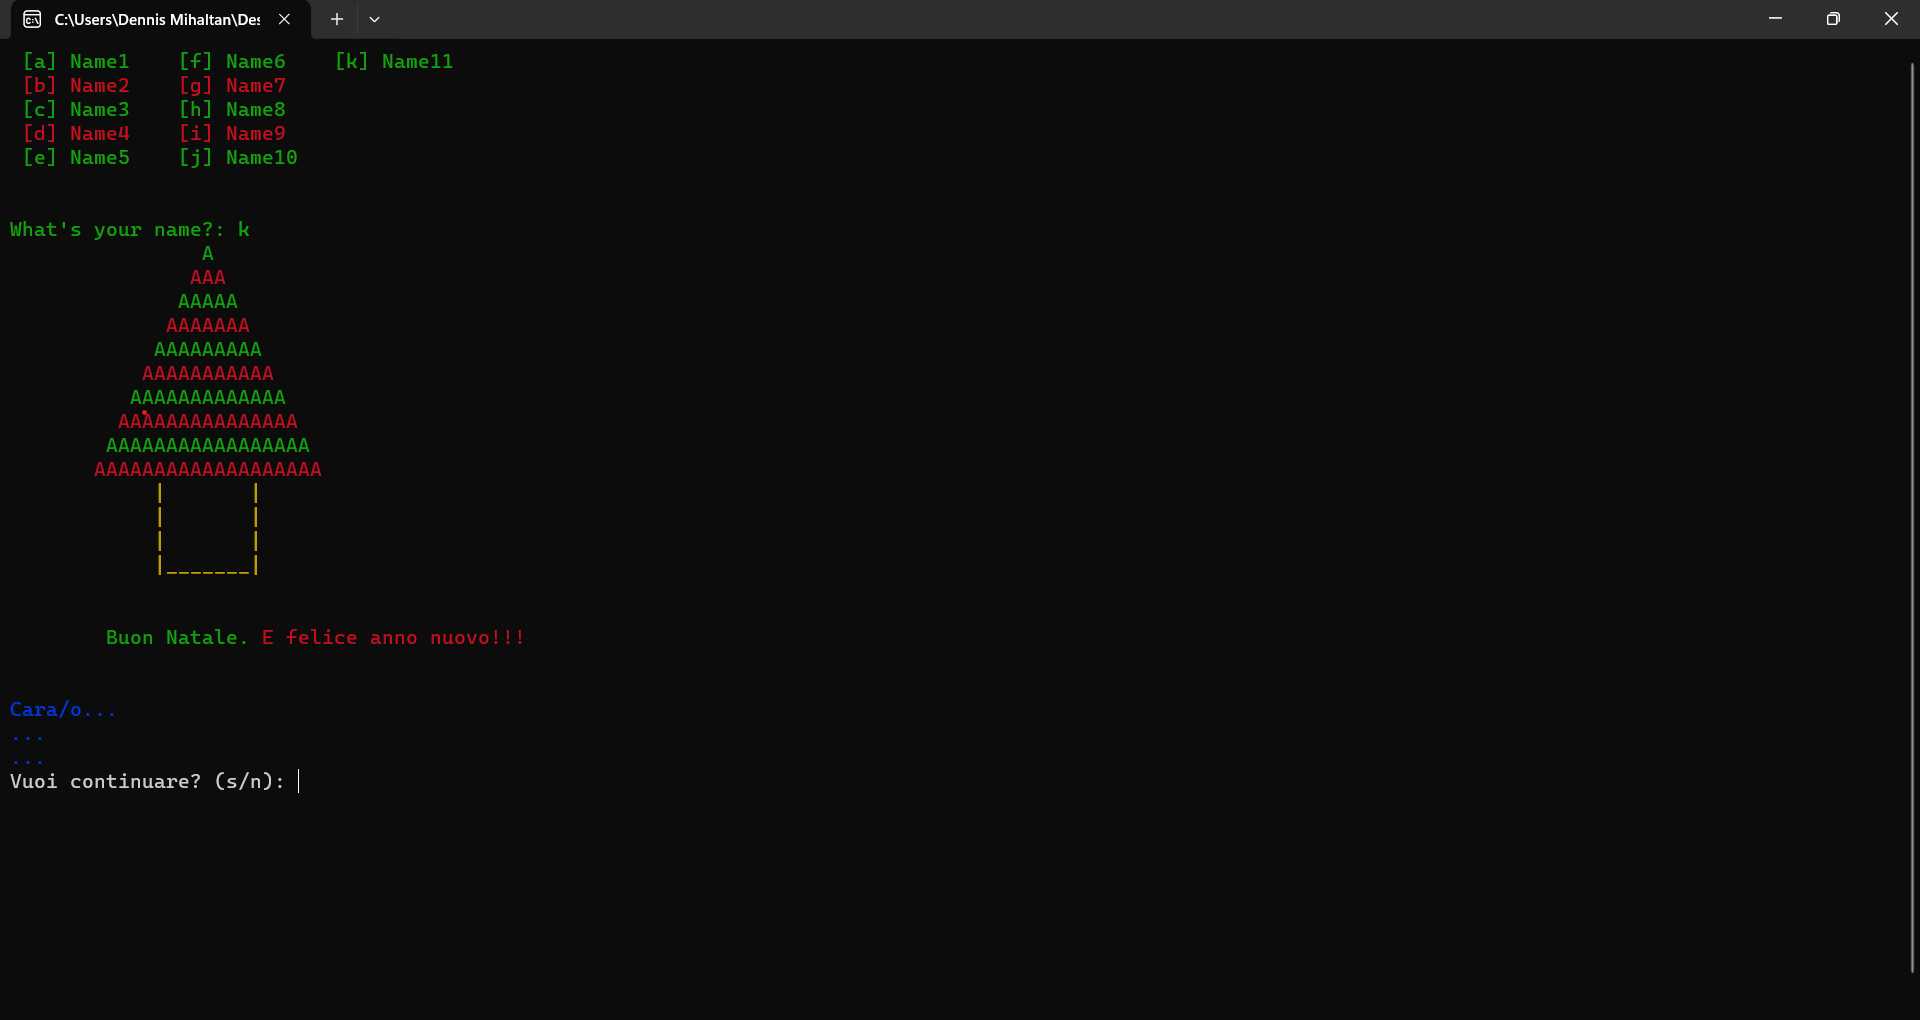 C:\Users\Dennis Mihaltan\Des
[a] Name1    [f] Name6    [k] Name11
[b] Name2    [g] Name7
[c] Name3    [h] Name8
[d] Name4    [i] Name9
[e] Name5    [j] Name10
What's your name?: k
A
AAA
AAAAA
AAAAAAA
AAAAAAAAA
AAAAAAAAAAA
AAAAAAAAAAAAA
AAAAAAAAAAAAAAA
AAAAAAAAAAAAAAAAA
AAAAAAAAAAAAAAAAAAA
|       |
|       |
|       |
|_______|
Buon Natale. E felice anno nuovo!!!
Cara/o...
...
...
Vuoi continuare? (s/n):